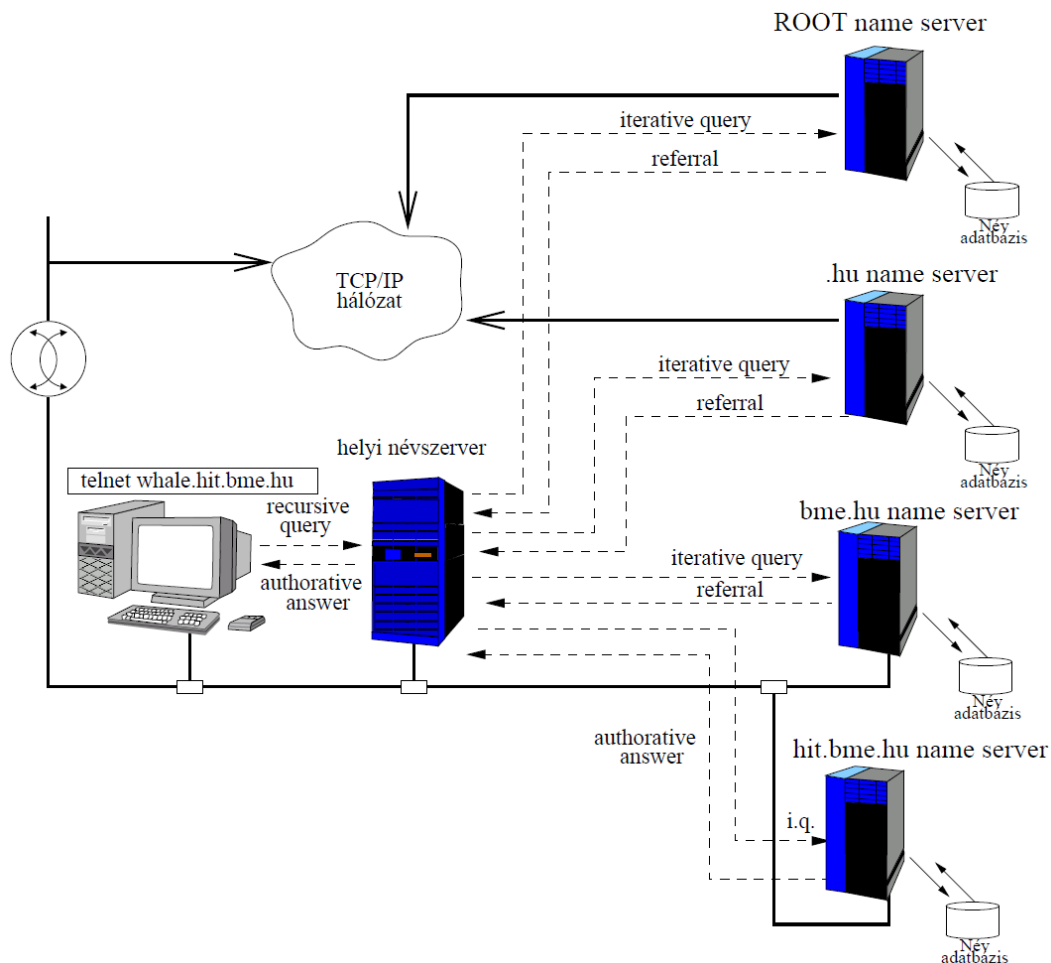 ROOT name server
iterative query
referral
Név
adatbázis
TCP/IP
hálózat
.hu name server
iterative query
referral
Név
adatbázis
helyi névszerver
telnet whale.hit.bme.hu
recursive
query
authorative
answer
bme.hu name server
iterative query
referral
Név
adatbázis
authorative
answer
hit.bme.hu name server
i.q.
Név
adatbázis